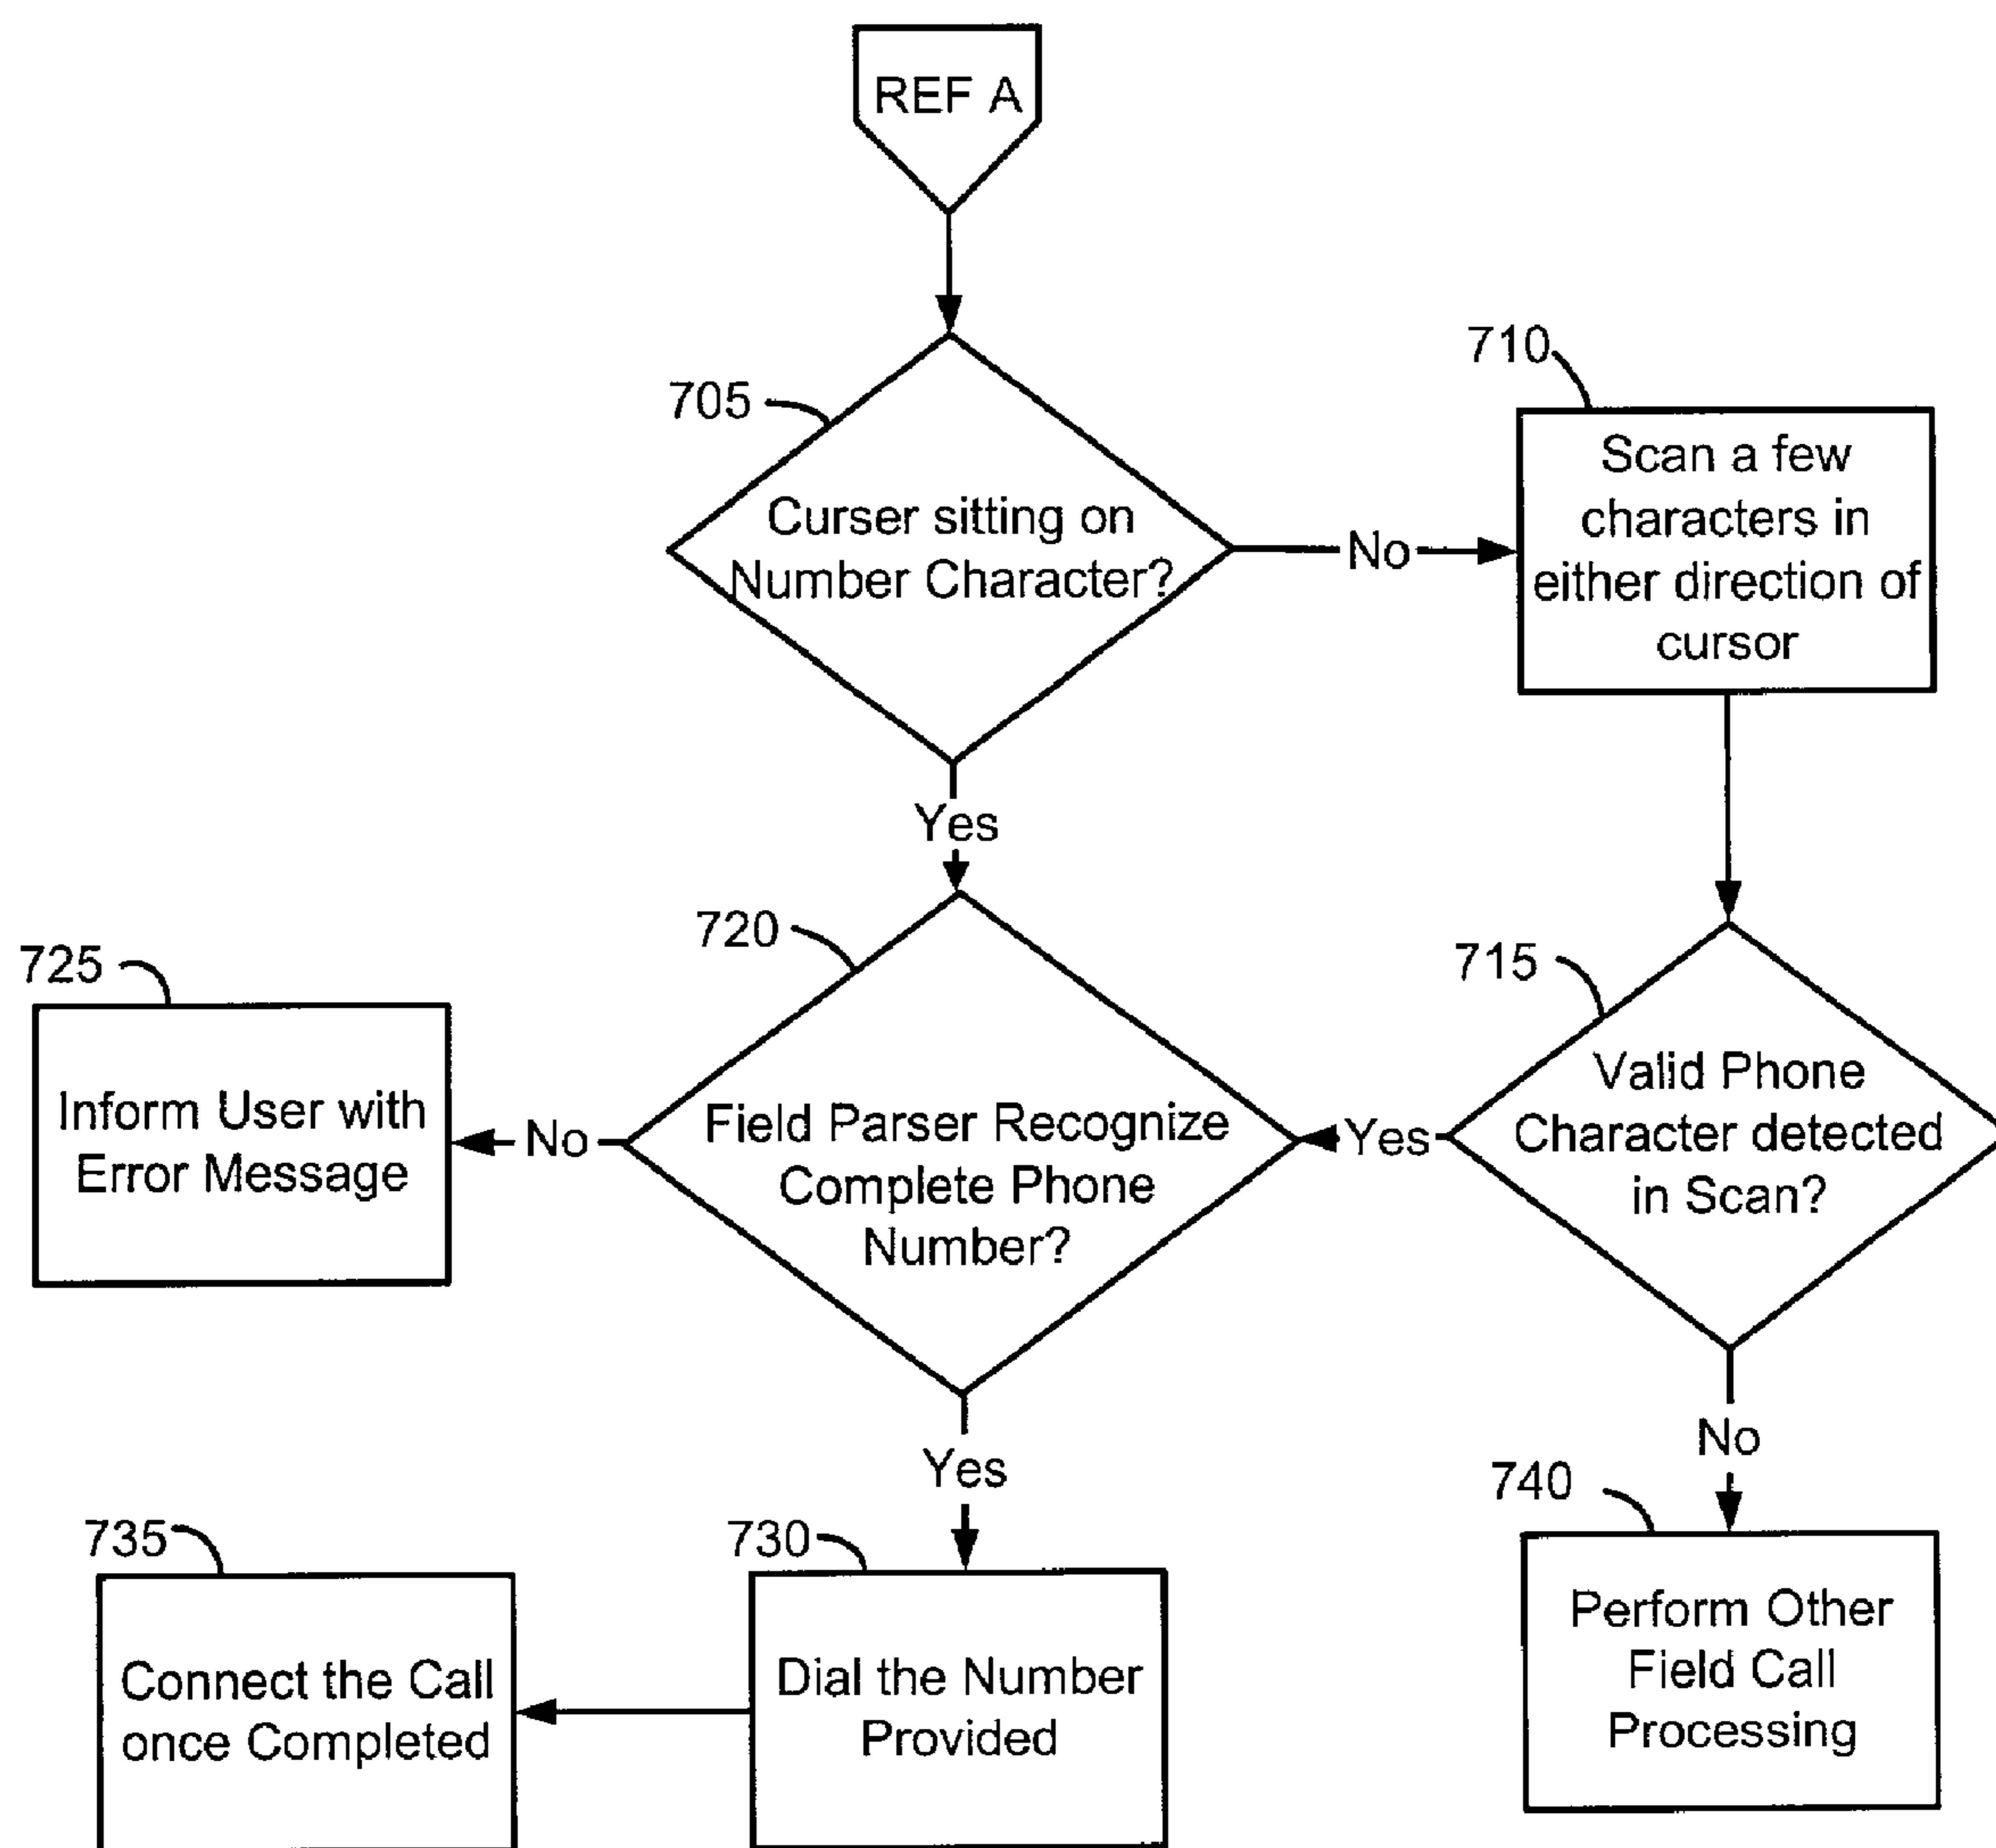 REF A
705
Curser sitting on
Number Character?
No
710
Scan a few
characters in
either direction of
cursor
Yes
720
Field Parser Recognize
Complete Phone
Number?
No
725
Inform User with
Error Message
Yes
715
Valid Phone
Character detected
in Scan?
No
740
Perform Other
Field Call
Processing
Yes
730
Dial the Number
Provided
735
Connect the Call
once Completed